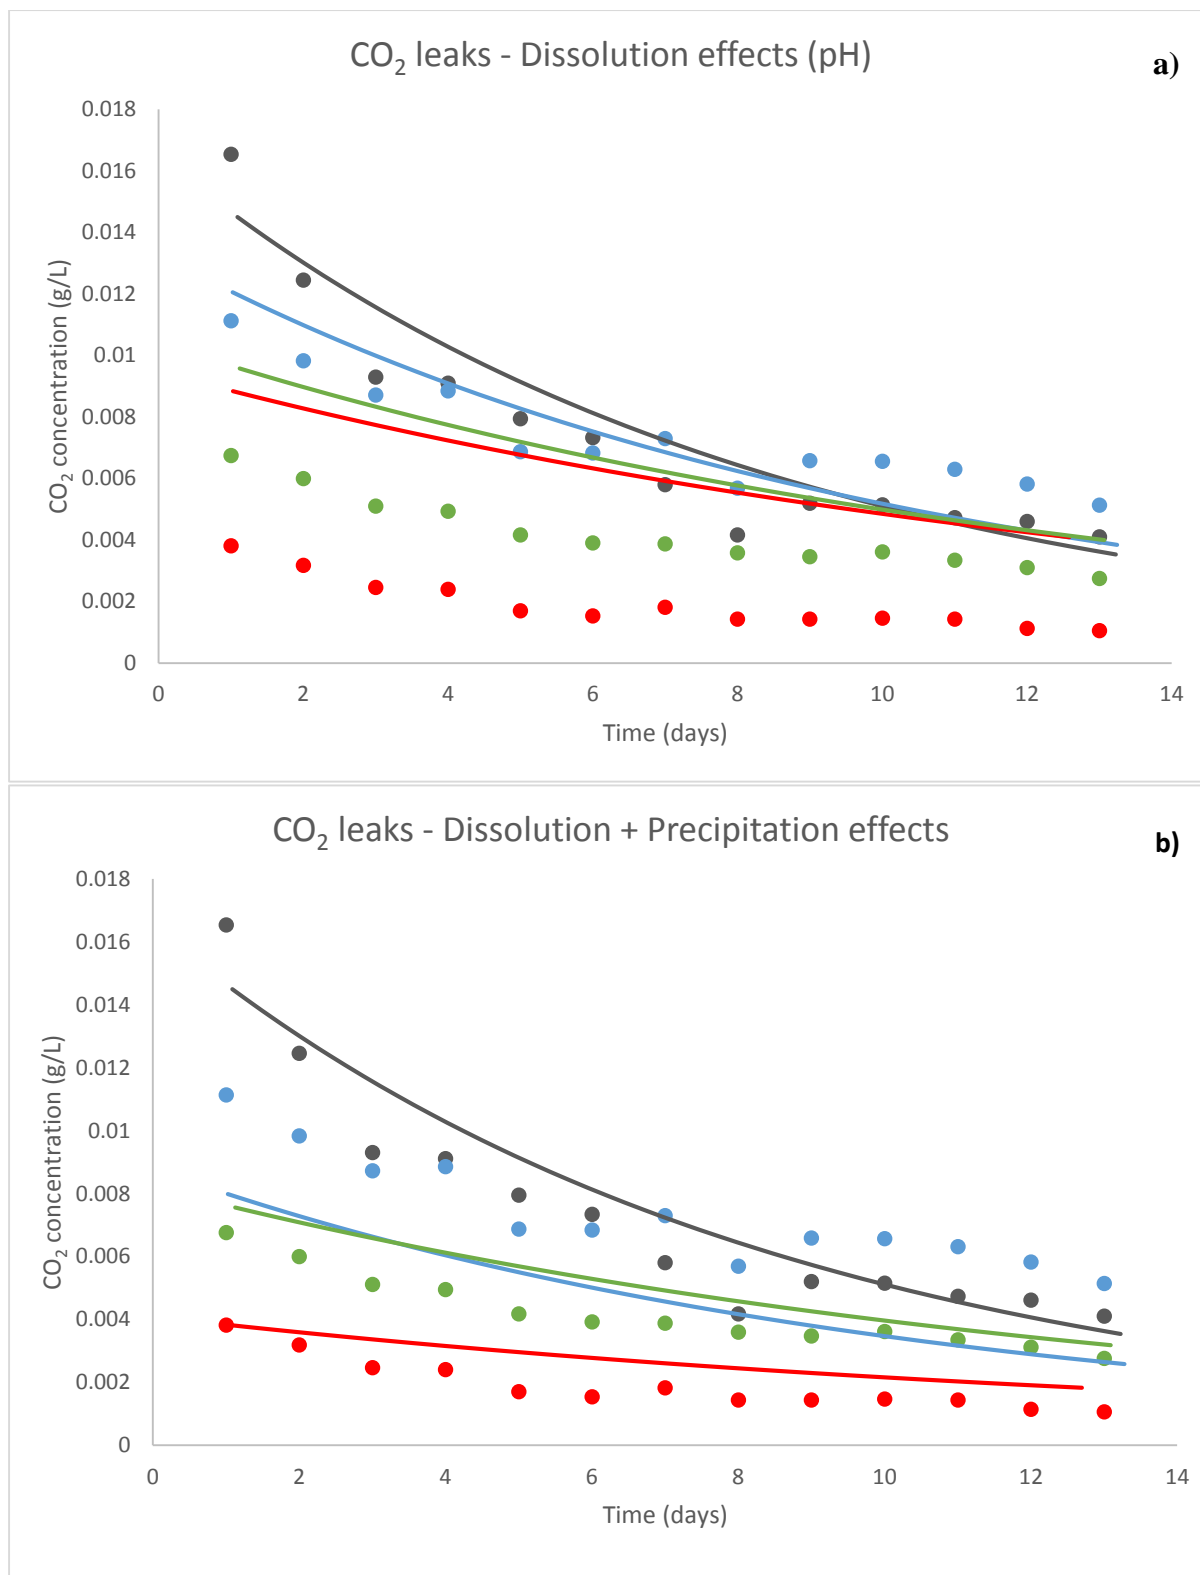 CO₂ leaks - Dissolution effects (pH)
a)
0.018
0.016
0.014
0.012
0.01
0.008
0.006
0.004
0.002
0
CO₂ concentration (g/L)
0 2 4 6 8 10 12 14
Time (days)
CO₂ leaks - Dissolution + Precipitation effects
b)
0.018
0.016
0.014
0.012
0.01
0.008
0.006
0.004
0.002
0
CO₂ concentration (g/L)
0 2 4 6 8 10 12 14
Time (days)